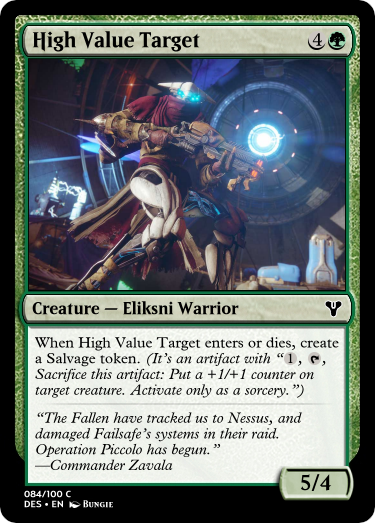 High Value Target 4
Creature — Eliksni Warrior
When High Value Target enters or dies, create
a Salvage token. (It's an artifact with “1, ,
Sacrifice this artifact: Put a +1/+1 counter on
target creature. Activate only as a sorcery.”)
“The Fallen have tracked us to Nessus, and
damaged Failsafe's systems in their raid.
Operation Piccolo has begun.”
—Commander Zavala
5/4
084/100 C
DES • EN Bungie